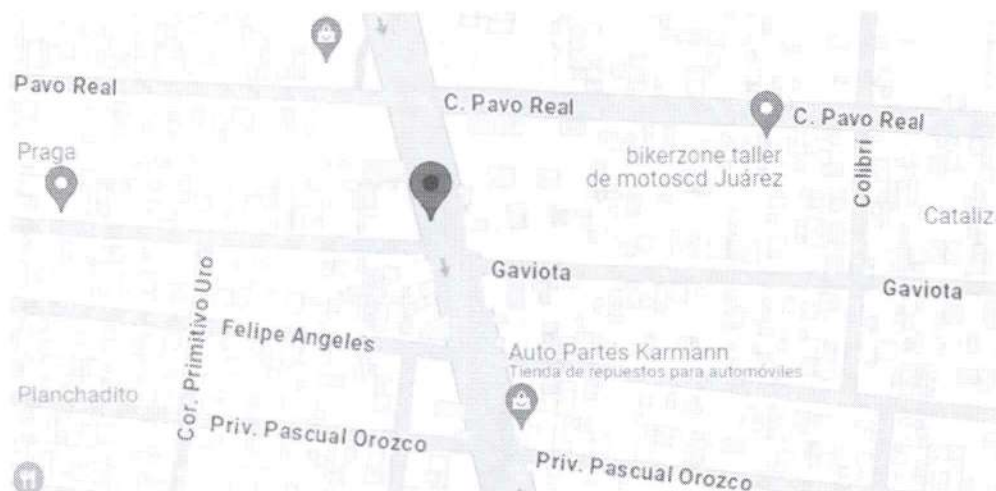 Pavo Real
C. Pavo Real
C. Pavo Real
Praga
bikerzone taller
de motoscd Juárez
Colibrí
Cataliz
Gaviota
Gaviota
Cor. Primitivo Uro
Felipe Angeles
Auto Partes Karmann
Tienda de repuestos para automóviles
Planchadito
Priv. Pascual Orozco
Priv. Pascual Orozco